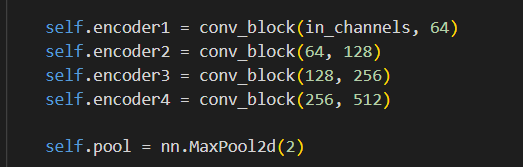 self.encoder1 = conv_block(in_channels, 64)
self.encoder2 = conv_block(64, 128)
self.encoder3 = conv_block(128, 256)
self.encoder4 = conv_block(256, 512)
self.pool = nn.MaxPool2d(2)